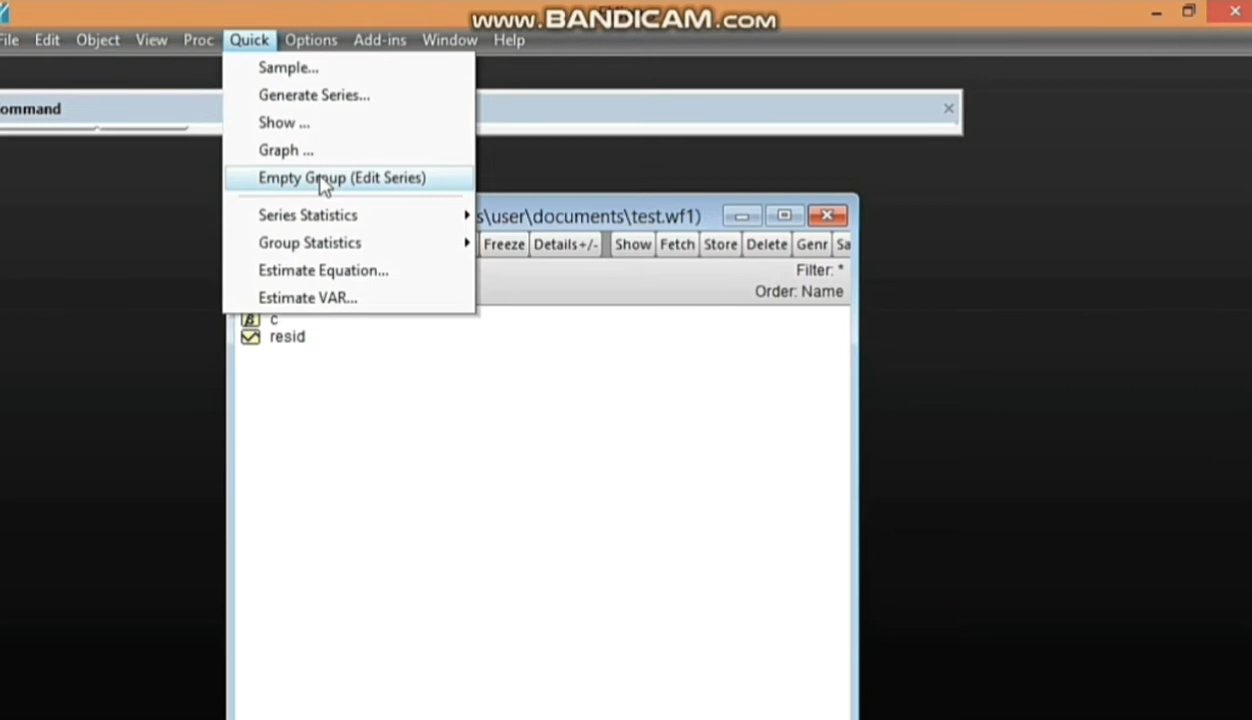 www.BANDICAM.com
File Edit Object View Proc Quick Options Add-ins Window Help
Sample...
Generate Series...
Show ...
Graph ...
Empty Group (Edit Series)
Series Statistics
Group Statistics
Estimate Equation...
Estimate VAR...
ommand
s\user\documents\test.wf1)
Freeze Details+/- Show Fetch Store Delete Genr Sa
Filter: *
Order: Name
c
resid